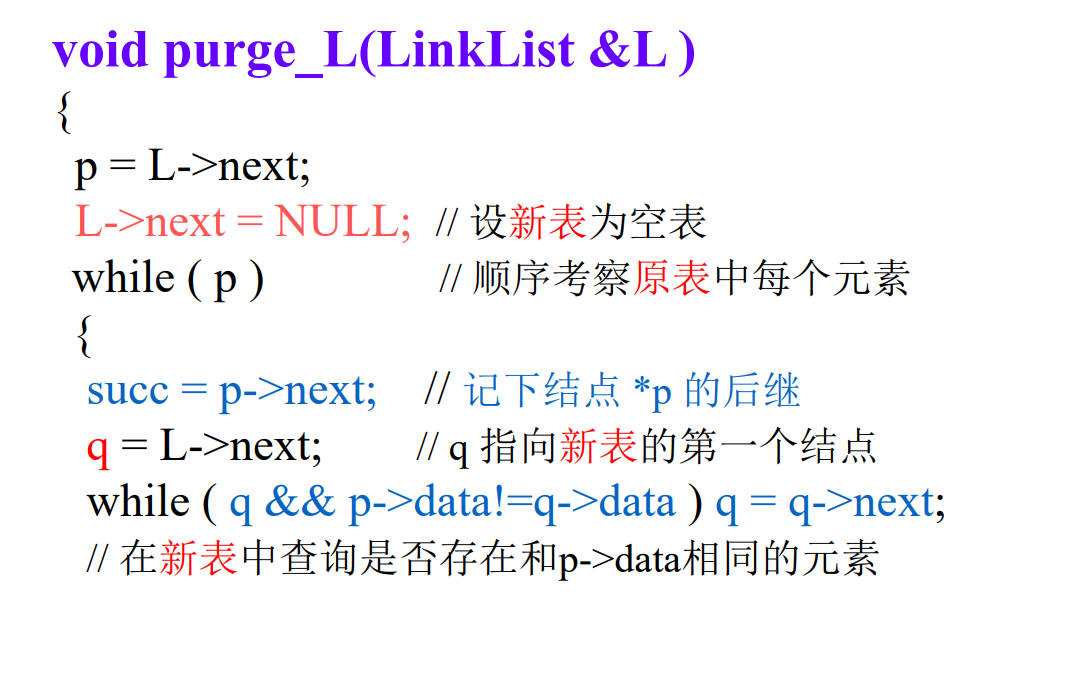 void purge_L(LinkList &L )
{
p = L->next;
L->next = NULL; // 设新表为空表
while ( p ) // 顺序考察原表中每个元素
{
succ = p->next; // 记下结点 *p 的后继
q = L->next; // q 指向新表的第一个结点
while ( q && p->data!=q->data ) q = q->next;
// 在新表中查询是否存在和p->data相同的元素